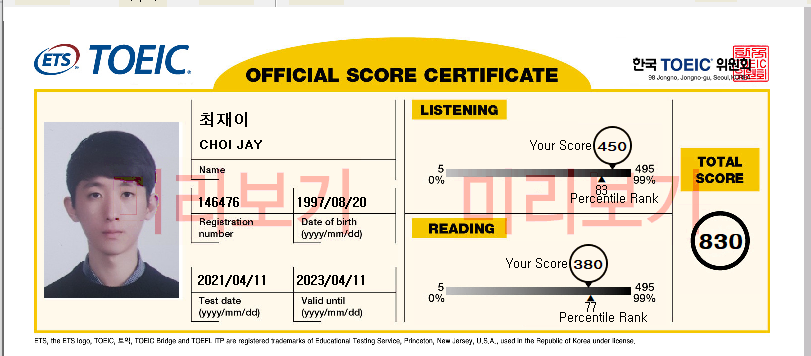 ETS TOEIC
OFFICIAL SCORE CERTIFICATE
한국 TOEIC 위원회
98 Jongno, Jongno-gu, Seoul, KOREA
최재이
CHOI JAY
Name
146476 1997/08/20
Registration number
Date of birth (yyyy/mm/dd)
2021/04/11 2023/04/11
Test date (yyyy/mm/dd)
Valid until (yyyy/mm/dd)
LISTENING
Your Score 450
5 495
0% 99%
83
Percentile Rank
READING
Your Score 380
5 495
0% 99%
77
Percentile Rank
TOTAL
SCORE
830
미리보기 미리보기
ETS, the ETS logo, TOEIC, 토익, TOEIC Bridge and TOEFL ITP are registered trademarks of Educational Testing Service, Princeton, New Jersey, U.S.A., used in the Republic of Korea under license.